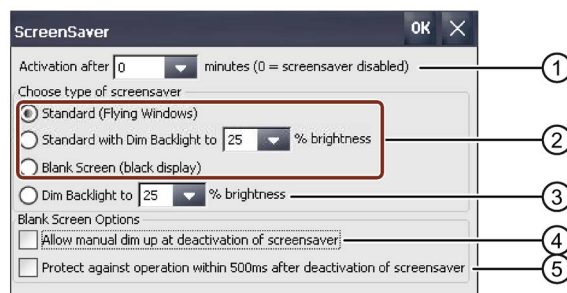 ScreenSaver OK
Activation after 0 minutes (0 = screensaver disabled) 1
Choose type of screensaver
Standard (Flying Windows)
Standard with Dim Backlight to 25 % brightness 2
Blank Screen (black display)
Dim Backlight to 25 % brightness 3
Blank Screen Options
Allow manual dim up at deactivation of screensaver 4
Protect against operation within 500ms after deactivation of screensaver 5